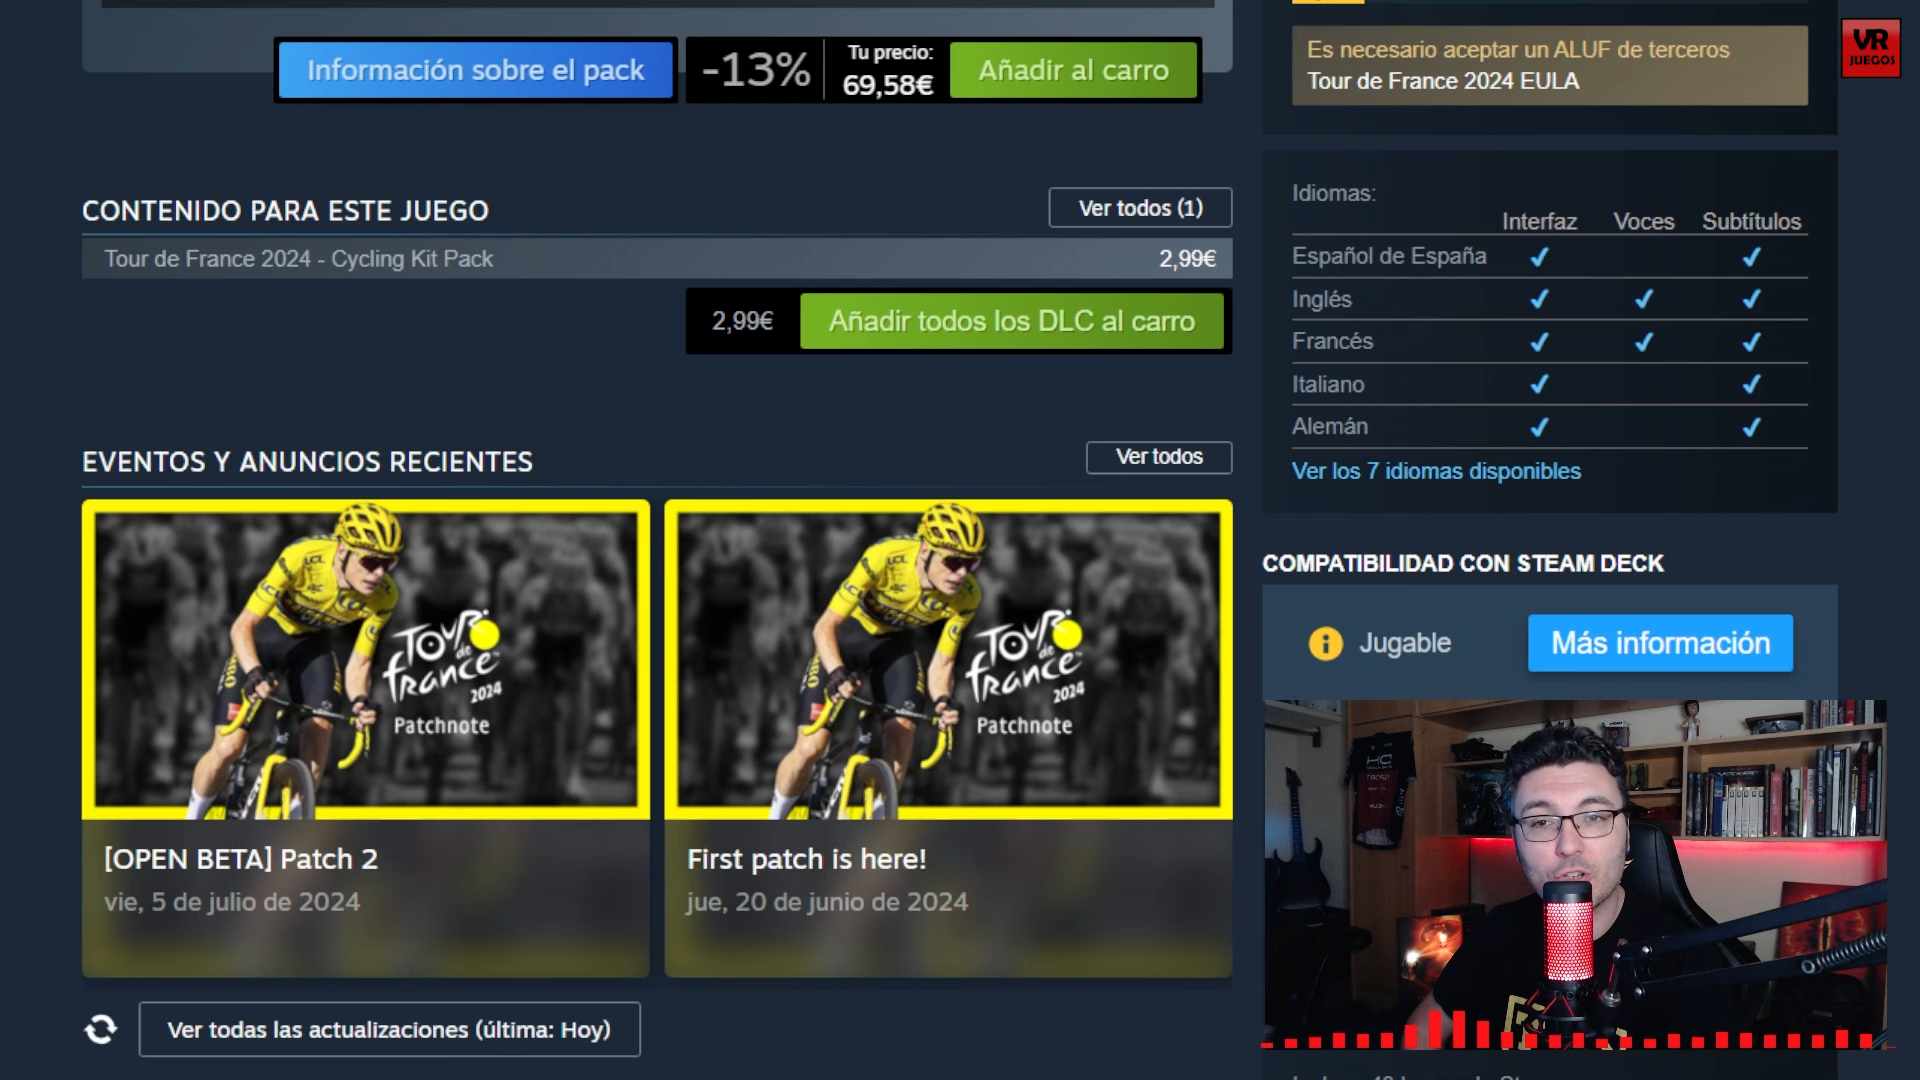 Información sobre el pack
-13%
Tu precio:
69,58€
Añadir al carro
Es necesario aceptar un ALUF de terceros
Tour de France 2024 EULA
VR
JUEGOS
CONTENIDO PARA ESTE JUEGO
Ver todos (1)
Tour de France 2024 - Cycling Kit Pack
2,99€
2,99€
Añadir todos los DLC al carro
Idiomas:
Interfaz Voces Subtítulos
Español de España
Inglés
Francés
Italiano
Alemán
Ver los 7 idiomas disponibles
EVENTOS Y ANUNCIOS RECIENTES
Ver todos
LCL
TOUR
de
france
2024
Patchnote
LCL
TOUR
de
france
2024
Patchnote
[OPEN BETA] Patch 2
vie, 5 de julio de 2024
First patch is here!
jue, 20 de junio de 2024
COMPATIBILIDAD CON STEAM DECK
Jugable
Más información
Ver todas las actualizaciones (última: Hoy)